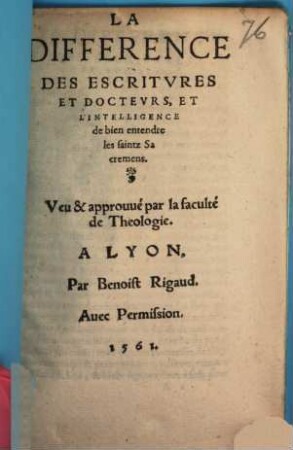 76
LA
DIFFERENCE
DES ESCRITVRES
ET DOCTEVRS, ET
L'INTELLIGENCE
de bien entendre
les saintz Sa
cremens.
Veu & approuué par la faculté
de Theologie.
A LYON,
Par Benoist Rigaud.
Auec Permission.
1561.